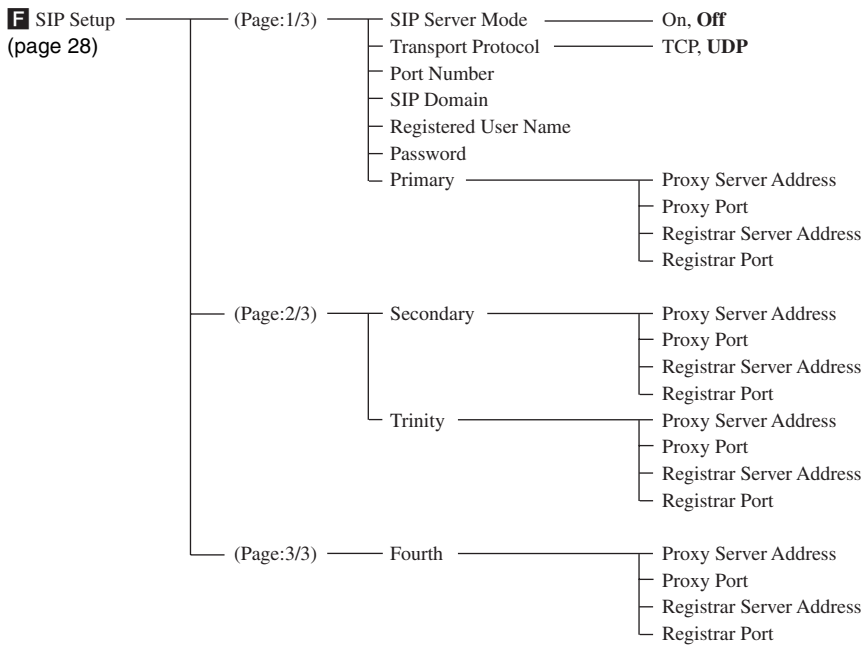 F SIP Setup (Page:1/3) SIP Server Mode On, Off
(page 28) Transport Protocol TCP, UDP
Port Number
SIP Domain
Registered User Name
Password
Primary Proxy Server Address
Proxy Port
Registrar Server Address
Registrar Port
(Page:2/3) Secondary Proxy Server Address
Proxy Port
Registrar Server Address
Registrar Port
Trinity Proxy Server Address
Proxy Port
Registrar Server Address
Registrar Port
(Page:3/3) Fourth Proxy Server Address
Proxy Port
Registrar Server Address
Registrar Port